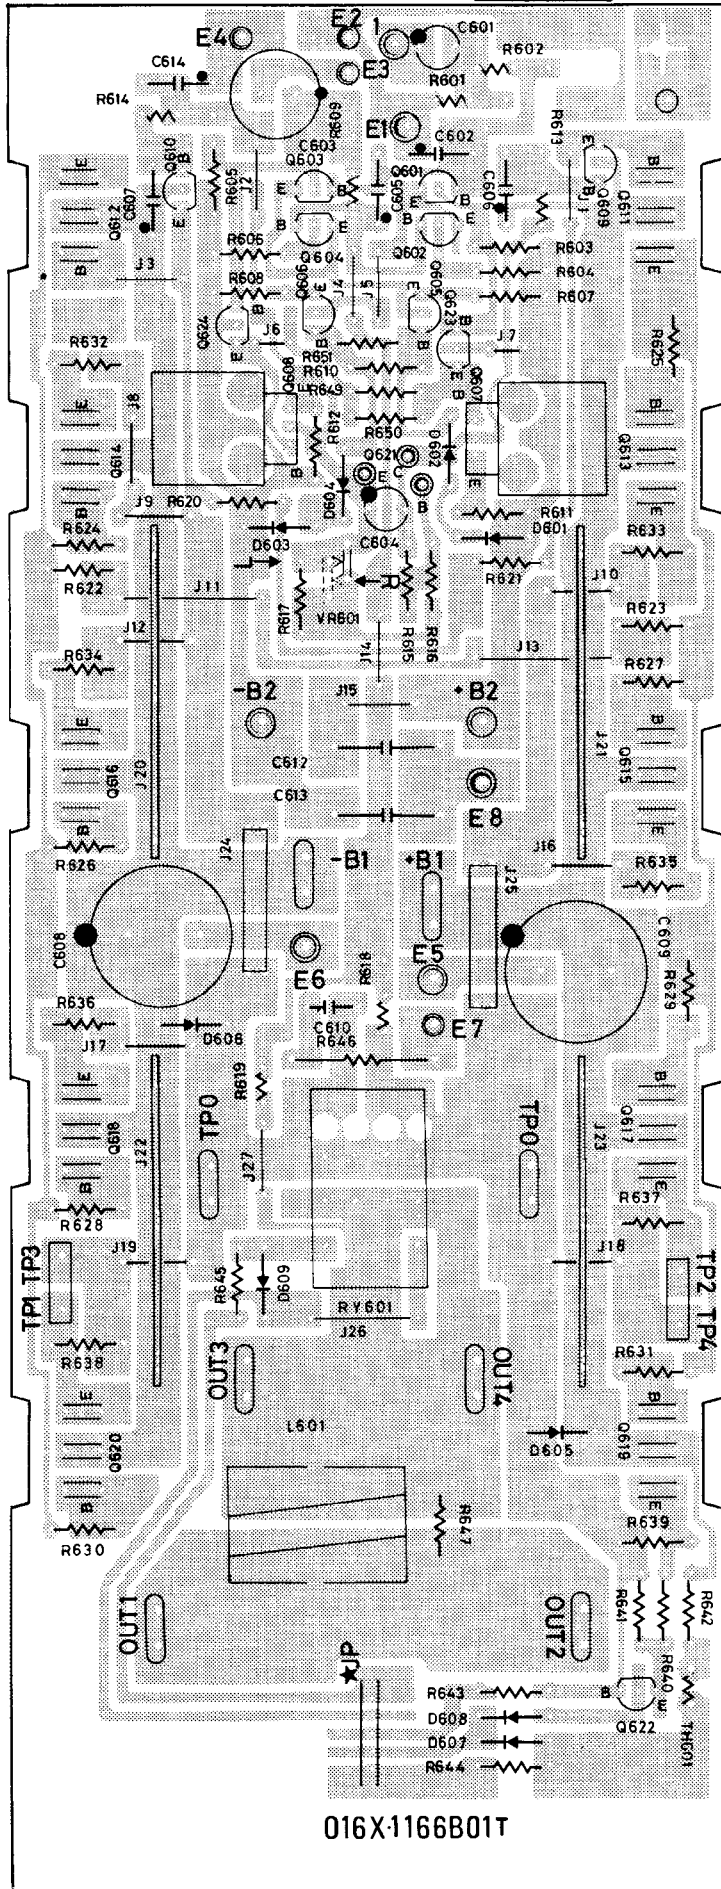 E4
E2
1
C601
C614
E3
R602
R601
R614
R609
E1
C602
R613
Q610
B
C603
Q603
Q601
E
E
B
E
R605
J2
C605
C606
J1
B
Q609
Q611
B
C607
Q612
E
E
B
E
B
B
E
B
E
R606
Q604
Q602
R603
B
J3
R604
E
R608
Q606
J4
J5
Q605
Q623
R607
B
E
E
B
Q624
E
J6
B
B
B
J7
R625
R632
R651
E
R610
Q608
E
R649
B
Q607
J8
E
R612
R650
B
D602
B
Q614
Q621
E
C
Q613
B
B
D604
B
E
E
J9
R620
R611
R624
D603
C604
D601
R633
R622
R621
J10
J11
R617
VR601
R615
R616
R623
J12
J14
J13
R634
J15
R627
-B2
+B2
E
C612
B
J20
Q616
C613
J21
Q615
B
E8
E
R626
J24
-B1
+B1
J16
R635
J25
C608
E6
R618
E5
C609
R629
R636
D606
C610
E7
J17
R646
E
R619
B
Q618
J22
TP0
TP0
J23
Q617
B
J27
E
R628
R637
J19
J18
TP1 TP3
R645
D609
TP2 TP4
RY601
J26
R638
OUT3
OUT4
R631
E
L601
B
Q620
D605
Q619
B
E
R647
R630
R639
OUT1
OUT2
R641
R642
★JP
R640
R643
B
E
D608
Q622
TH601
D607
R644
016X·1166B01T